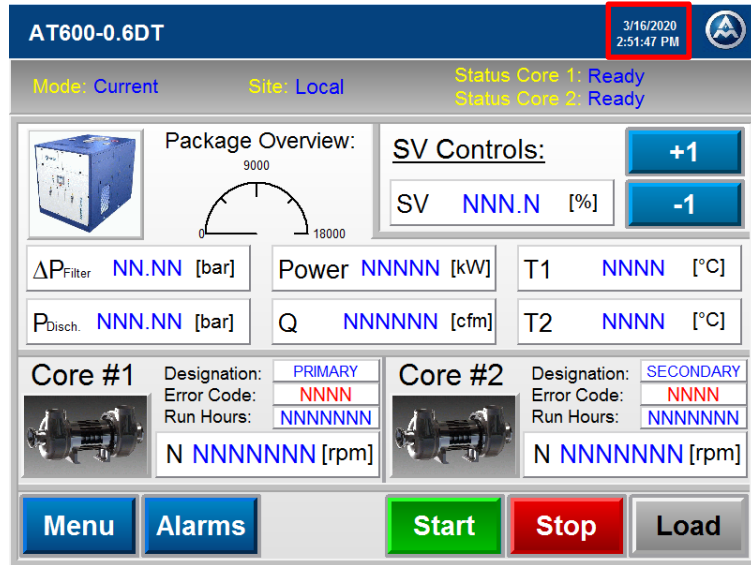 AT600-0.6DT
3/16/2020
2:51:47 PM
Mode: Current
Site: Local
Status Core 1: Ready
Status Core 2: Ready
Package Overview:
9000
0
18000
SV Controls:
SV NNN.N [%]
+1
-1
ΔPFilter NN.NN [bar]
Power NNNNN [kW]
T1 NNNN [°C]
PDisch. NNN.NN [bar]
Q NNNNNN [cfm]
T2 NNNN [°C]
Core #1
Designation: PRIMARY
Error Code: NNNN
Run Hours: NNNNNNN
N NNNNNNN [rpm]
Core #2
Designation: SECONDARY
Error Code: NNNN
Run Hours: NNNNNNN
N NNNNNNN [rpm]
Menu
Alarms
Start
Stop
Load